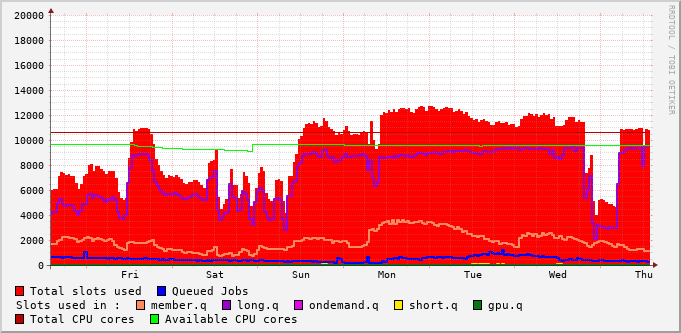 20000
18000
16000
14000
12000
10000
8000
6000
4000
2000
0
Fri Sat Sun Mon Tue Wed Thu
RRDTOOL / TOBI OETIKER
Total slots used Queued Jobs
Slots used in : member.q long.q ondemand.q short.q gpu.q
Total CPU cores Available CPU cores